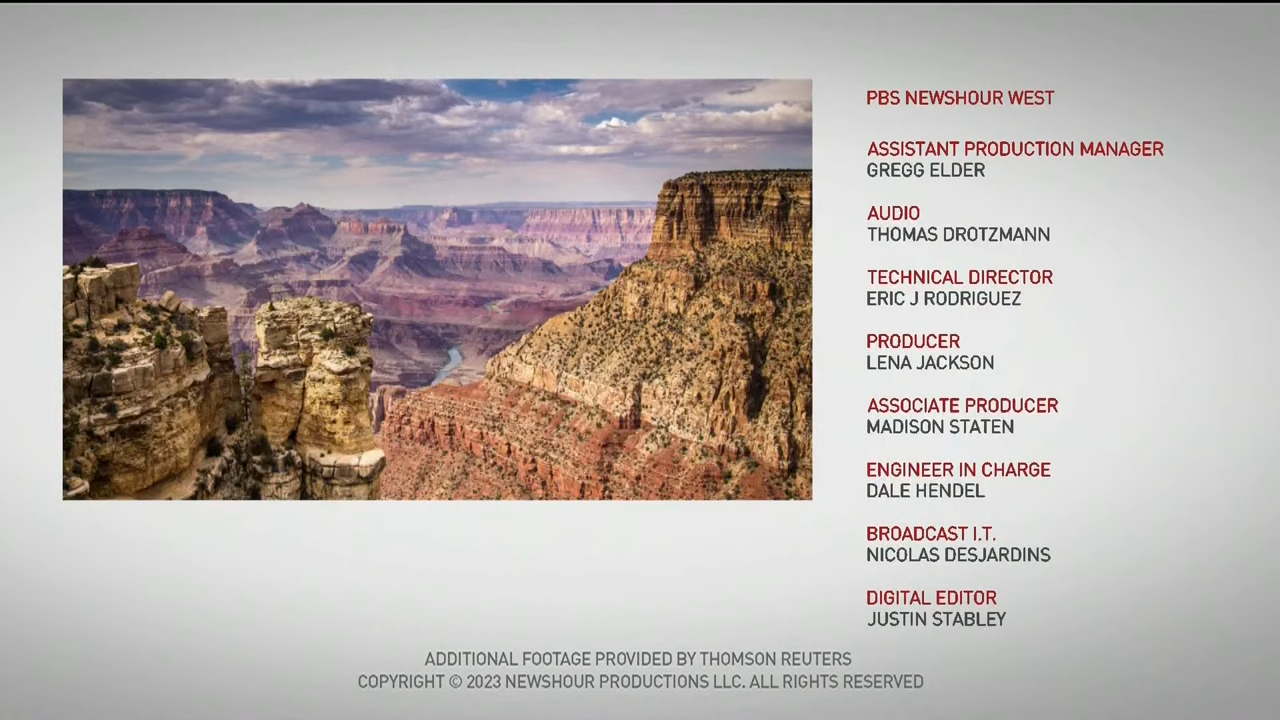 PBS NEWSHOUR WEST
ASSISTANT PRODUCTION MANAGER
GREGG ELDER
AUDIO
THOMAS DROTZMANN
TECHNICAL DIRECTOR
ERIC J RODRIGUEZ
PRODUCER
LENA JACKSON
ASSOCIATE PRODUCER
MADISON STATEN
ENGINEER IN CHARGE
DALE HENDEL
BROADCAST I.T.
NICOLAS DESJARDINS
DIGITAL EDITOR
JUSTIN STABLEY
ADDITIONAL FOOTAGE PROVIDED BY THOMSON REUTERS
COPYRIGHT © 2023 NEWSHOUR PRODUCTIONS LLC. ALL RIGHTS RESERVED